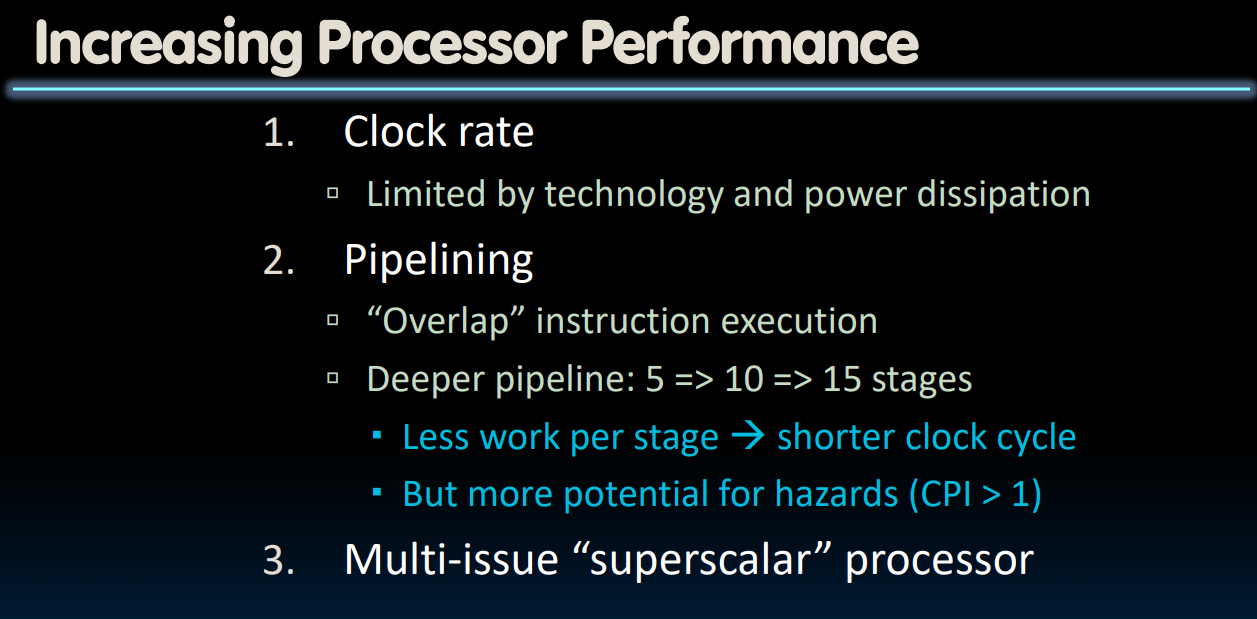 Increasing Processor Performance
1. Clock rate
▫ Limited by technology and power dissipation
2. Pipelining
▫ “Overlap” instruction execution
▫ Deeper pipeline: 5 => 10 => 15 stages
▪ Less work per stage → shorter clock cycle
▪ But more potential for hazards (CPI > 1)
3. Multi-issue “superscalar” processor